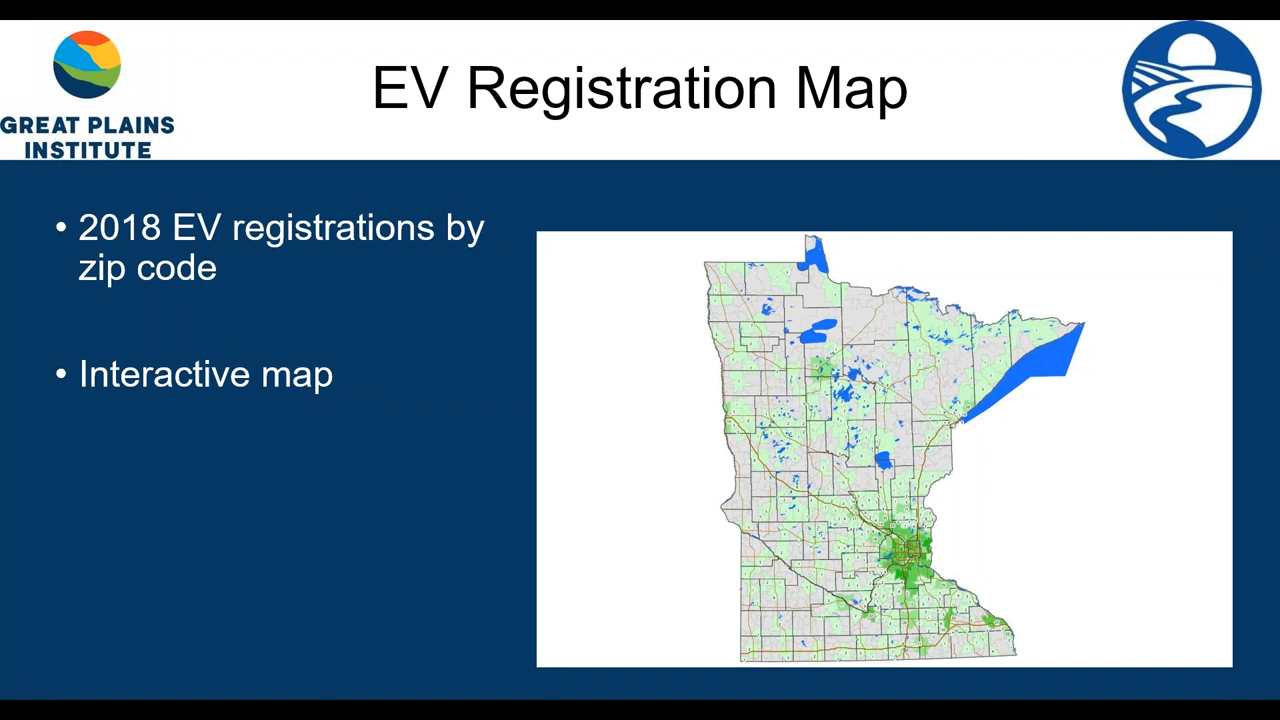 EV Registration Map
GREAT PLAINS
INSTITUTE
• 2018 EV registrations by
zip code
• Interactive map